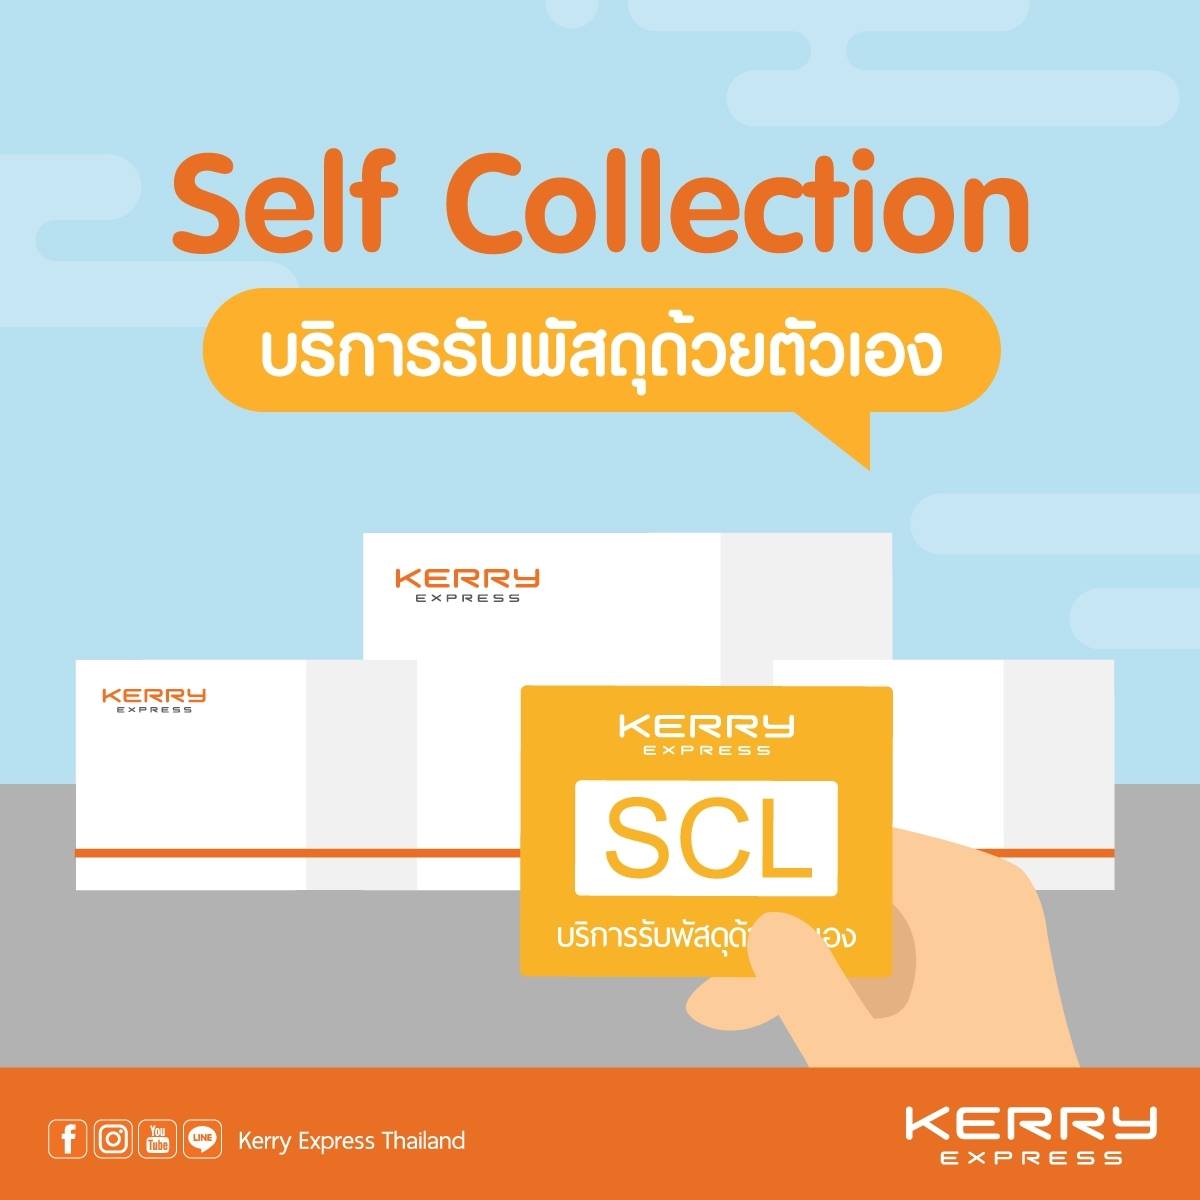 Self Collection
บริการรับพัสดุด้วยตัวเอง
KERRY
EXPRESS
KERRY
EXPRESS
KERRY
EXPRESS
SCL
บริการรับพัสดุด้ เอง
f
You
Tube
LINE
Kerry Express Thailand
KERRY
EXPRESS